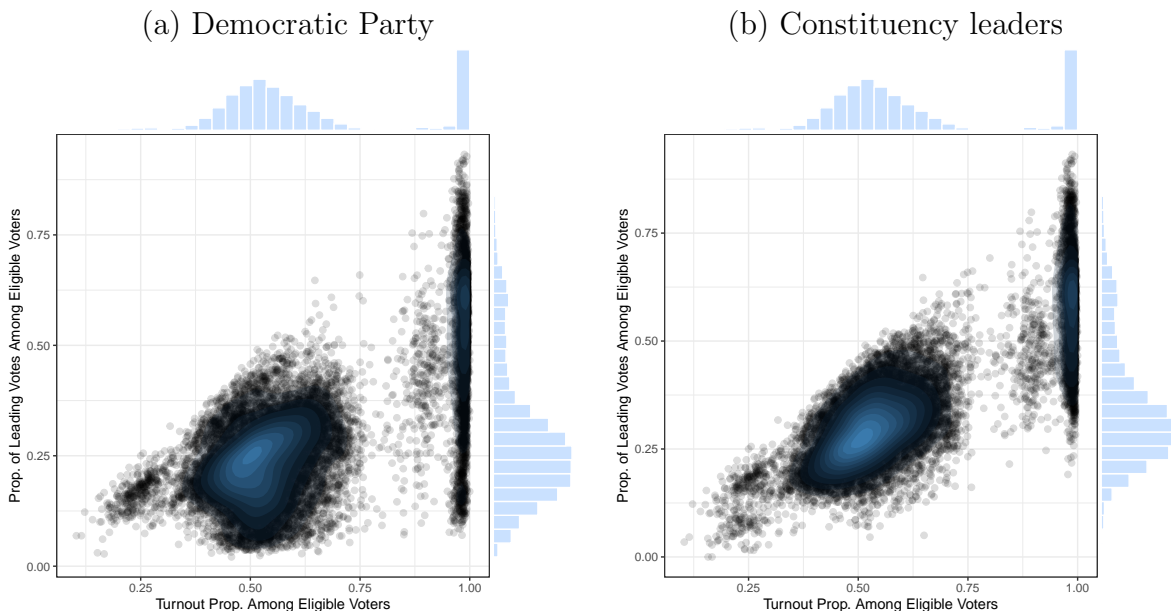 (a) Democratic Party
Prop. of Leading Votes Among Eligible Voters
0.75
0.50
0.25
0.00
0.25
0.50
0.75
1.00
Turnout Prop. Among Eligible Voters
(b) Constituency leaders
Prop. of Leading Votes Among Eligible Voters
0.75
0.50
0.25
0.00
0.25
0.50
0.75
1.00
Turnout Prop. Among Eligible Voters